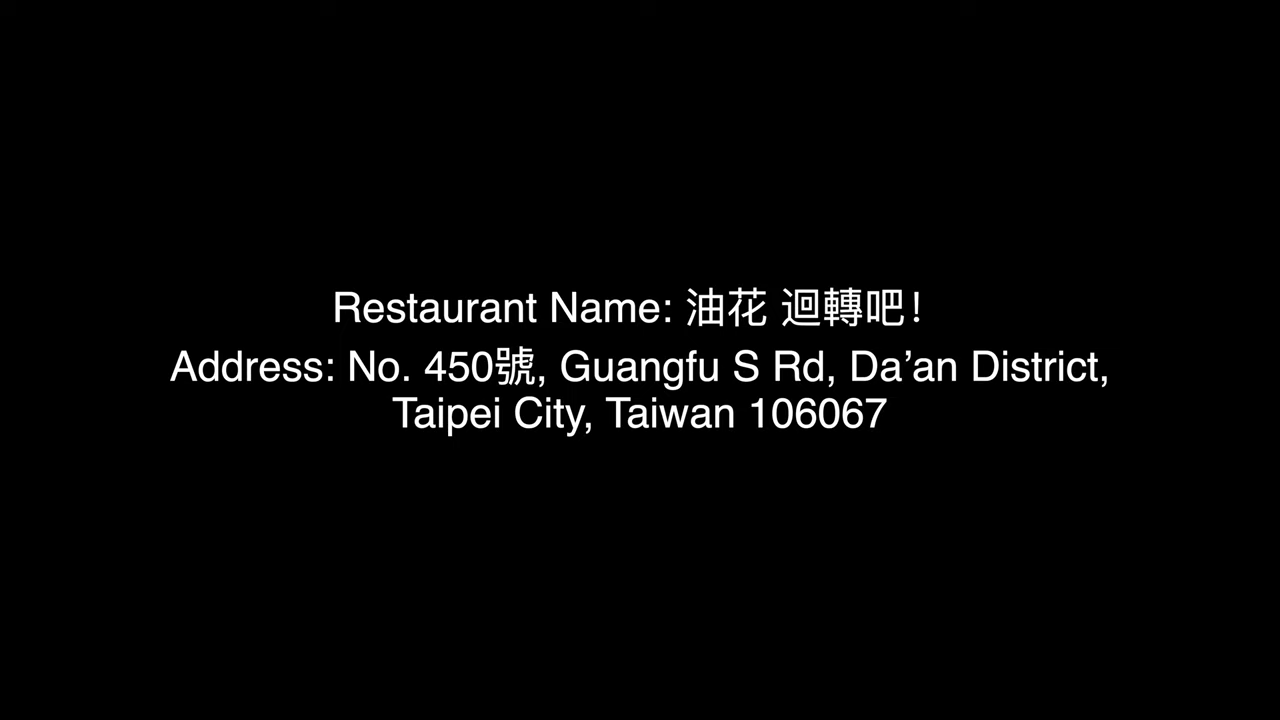 Restaurant Name: 油花 迴轉吧！
Address: No. 450號, Guangfu S Rd, Da’an District,
Taipei City, Taiwan 106067